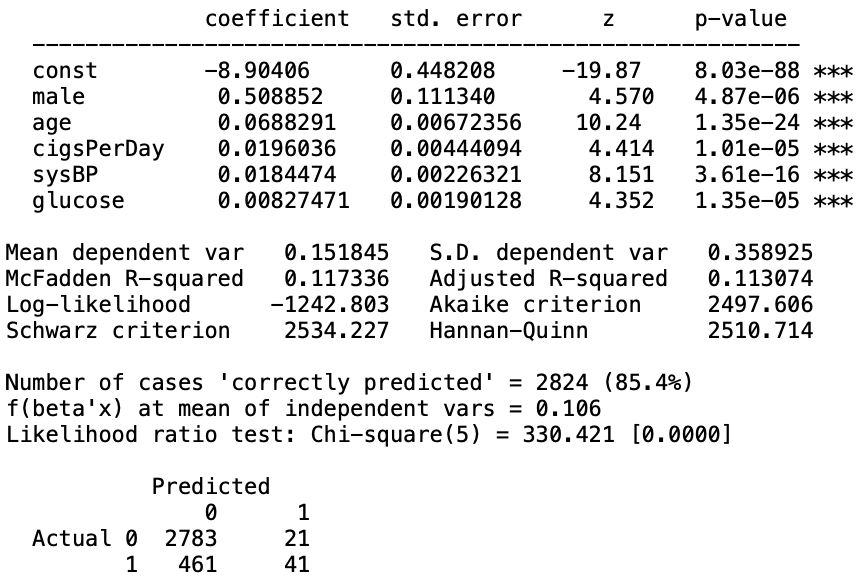 coefficient std. error z p-value
---------------------------------------------------------
const -8.90406 0.448208 -19.87 8.03e-88 ***
male 0.508852 0.111340 4.570 4.87e-06 ***
age 0.0688291 0.00672356 10.24 1.35e-24 ***
cigsPerDay 0.0196036 0.00444094 4.414 1.01e-05 ***
sysBP 0.0184474 0.00226321 8.151 3.61e-16 ***
glucose 0.00827471 0.00190128 4.352 1.35e-05 ***
Mean dependent var 0.151845 S.D. dependent var 0.358925
McFadden R-squared 0.117336 Adjusted R-squared 0.113074
Log-likelihood -1242.803 Akaike criterion 2497.606
Schwarz criterion 2534.227 Hannan-Quinn 2510.714
Number of cases 'correctly predicted' = 2824 (85.4%)
f(beta'x) at mean of independent vars = 0.106
Likelihood ratio test: Chi-square(5) = 330.421 [0.0000]
Predicted
0 1
Actual 0 2783 21
1 461 41